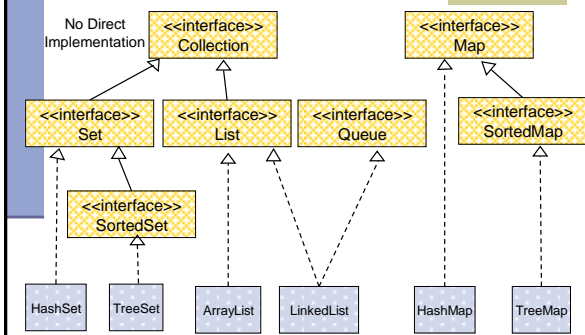 No Direct
Implementation
<<interface>>
Collection
<<interface>>
Map
<<interface>>
Set
<<interface>>
List
<<interface>>
Queue
<<interface>>
SortedMap
<<interface>>
SortedSet
HashSet
TreeSet
ArrayList
LinkedList
HashMap
TreeMap